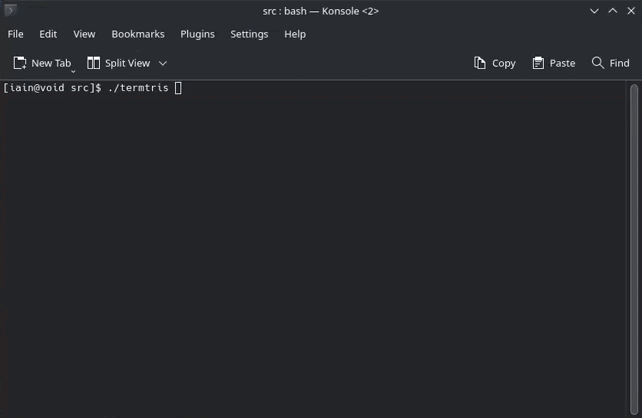 src : bash — Konsole <2>
File Edit View Bookmarks Plugins Settings Help
New Tab Split View Copy Paste Find
[iain@void src]$ ./termtris